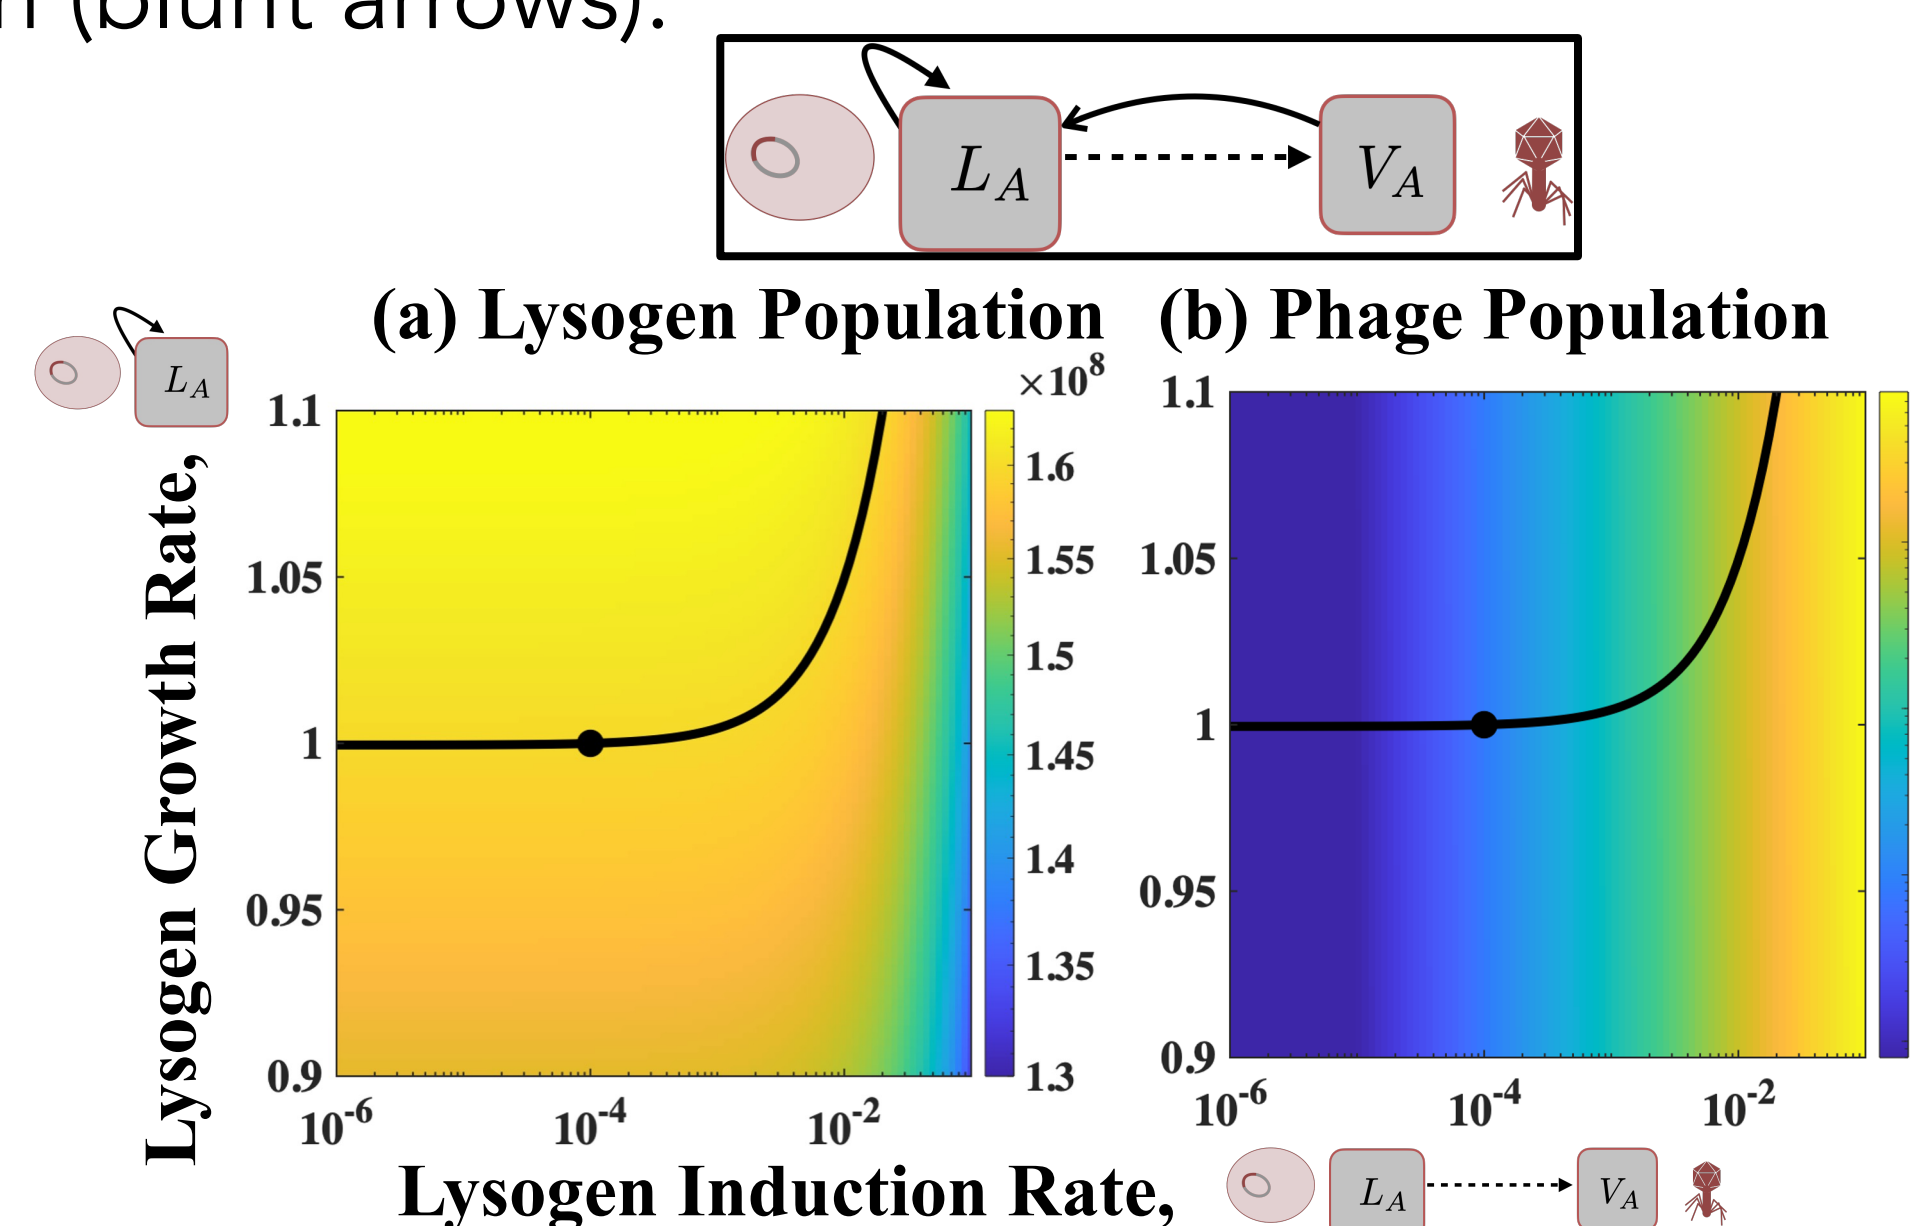 n (blunt arrows).
L_A V_A
(a) Lysogen Population (b) Phage Population
L_A
×10^8
1.1
1.05
1
0.95
0.9
10^-6 10^-4 10^-2
1.6
1.55
1.5
1.45
1.4
1.35
1.3
1.1
1.05
1
0.95
0.9
10^-6 10^-4 10^-2
Lysogen Growth Rate,
Lysogen Induction Rate,
L_A V_A